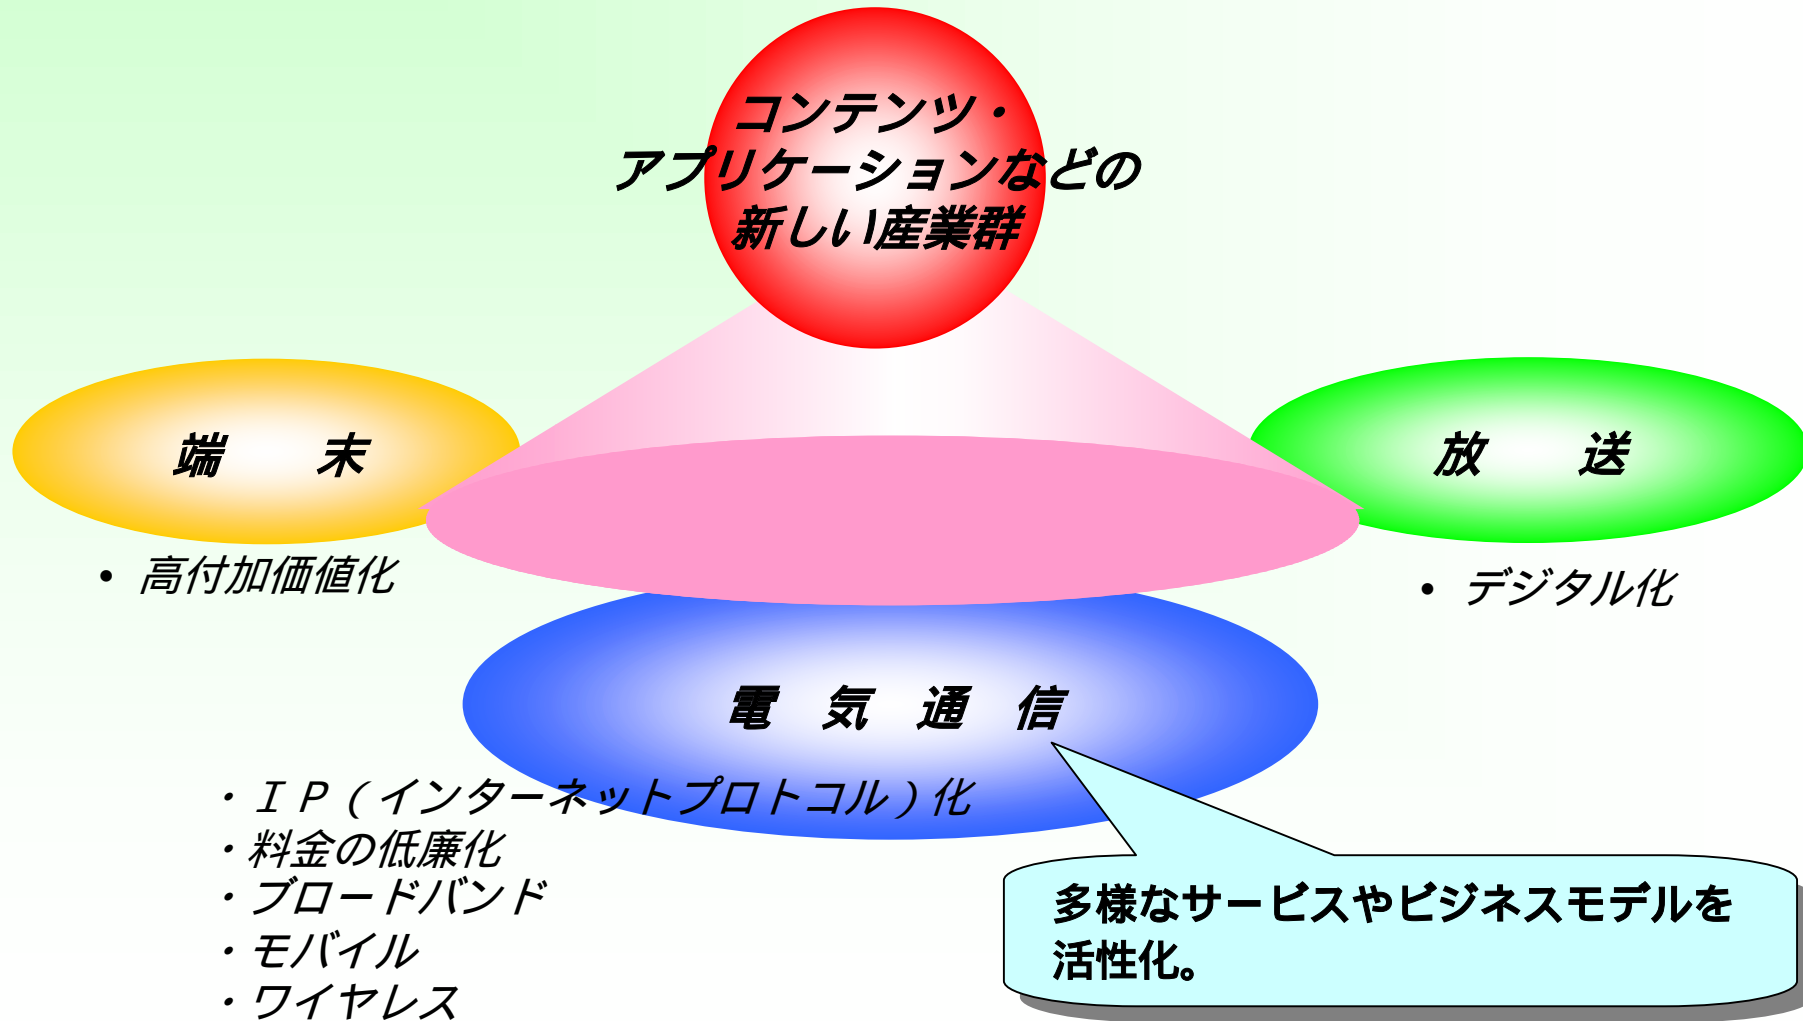 コンテンツ・
アプリケーションなどの
新しい産業群
端　　末
放　　送
• 高付加価値化
• デジタル化
電　気　通　信
・ＩＰ（インターネットプロトコル）化
・料金の低廉化
・ブロードバンド
・モバイル
・ワイヤレス
多様なサービスやビジネスモデルを
活性化。